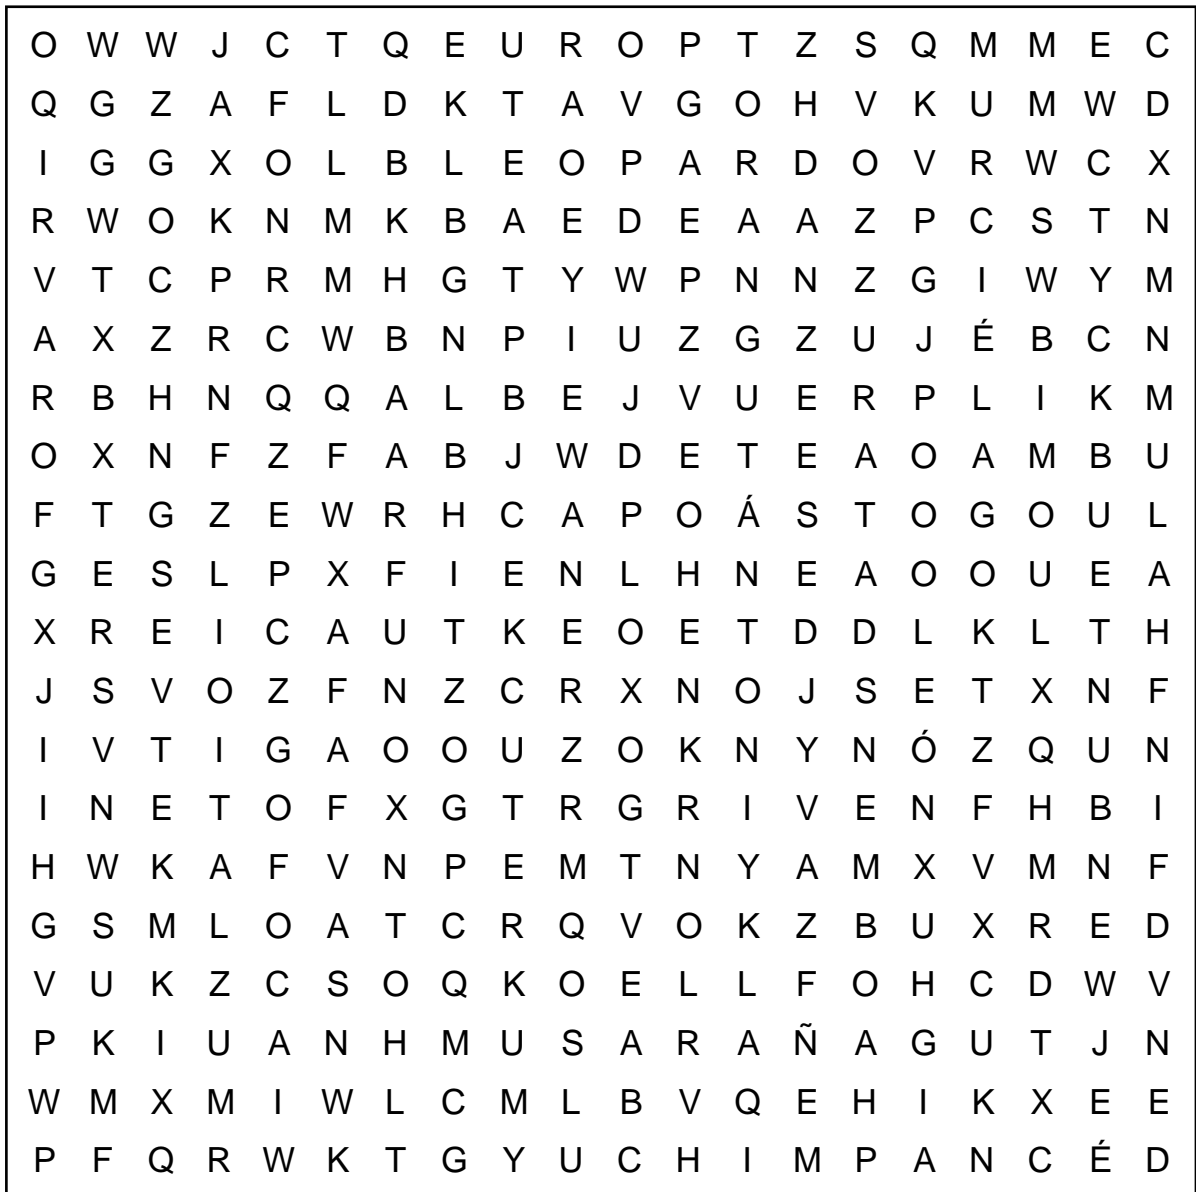 O W W J C T Q E U R O P T Z S Q M M E C
Q G Z A F L D K T A V G O H V K U M W D
I G G X O L B L E O P A R D O V R W C X
R W O K N M K B A E D E A A Z P C S T N
V T C P R M H G T Y W P N N Z G I W Y M
A X Z R C W B N P I U Z G Z U J É B C N
R B H N Q Q A L B E J V U E R P L I K M
O X N F Z F A B J W D E T E A O A M B U
F T G Z E W R H C A P O Á S T O G O U L
G E S L P X F I E N L H N E A O O U E A
X R E I C A U T K E O E T D D L K L T H
J S V O Z F N Z C R X N O J S E T X N F
I V T I G A O O U Z O K N Y N Ó Z Q U N
I N E T O F X G T R G R I V E N F H B I
H W K A F V N P E M T N Y A M X V M N F
G S M L O A T C R Q V O K Z B U X R E D
V U K Z C S O Q K O E L L F O H C D W V
P K I U A N H M U S A R A Ñ A G U T J N
W M X M I W L C M L B V Q E H I K X E E
P F Q R W K T G Y U C H I M P A N C É D